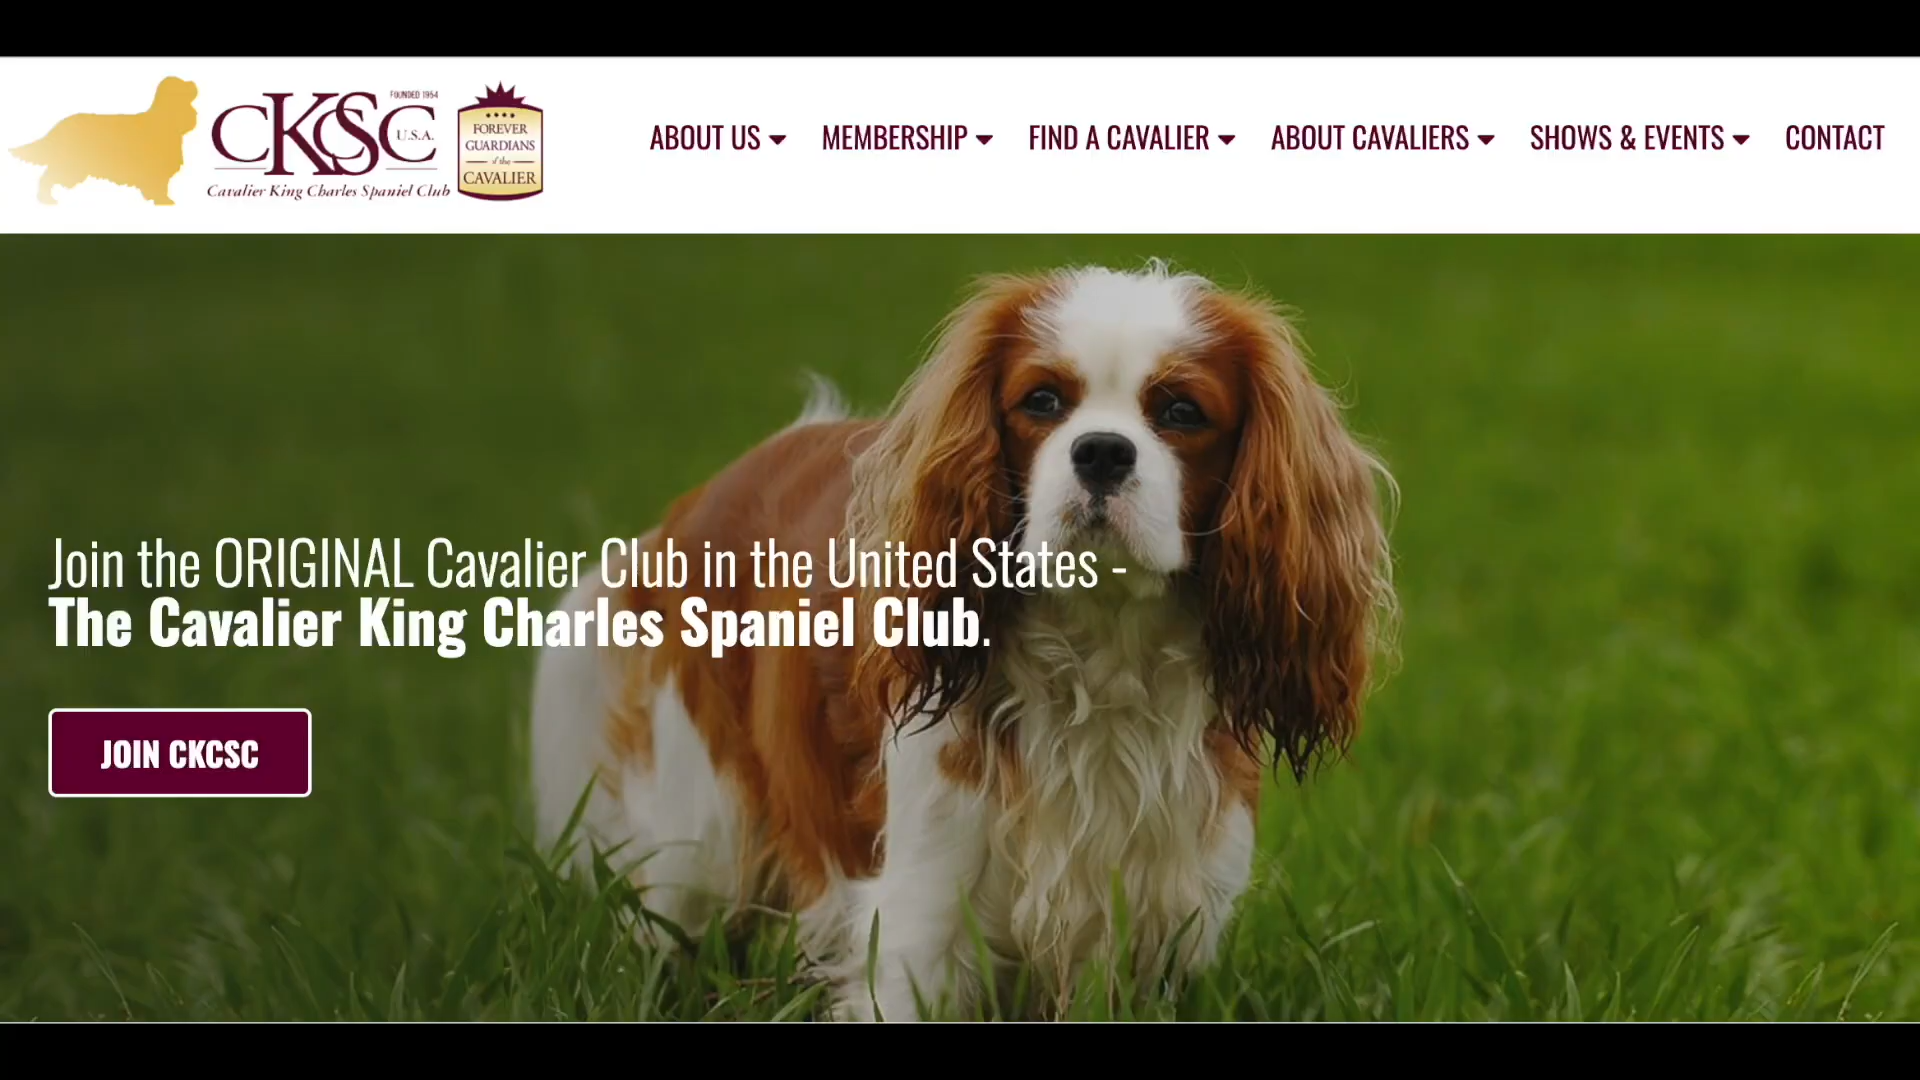 FOUNDED 1954
CKCSC
U.S.A.
Cavalier King Charles Spaniel Club
FOREVER
GUARDIANS
of the
CAVALIER
ABOUT US
MEMBERSHIP
FIND A CAVALIER
ABOUT CAVALIERS
SHOWS & EVENTS
CONTACT
Join the ORIGINAL Cavalier Club in the United States -
The Cavalier King Charles Spaniel Club.
JOIN CKCSC